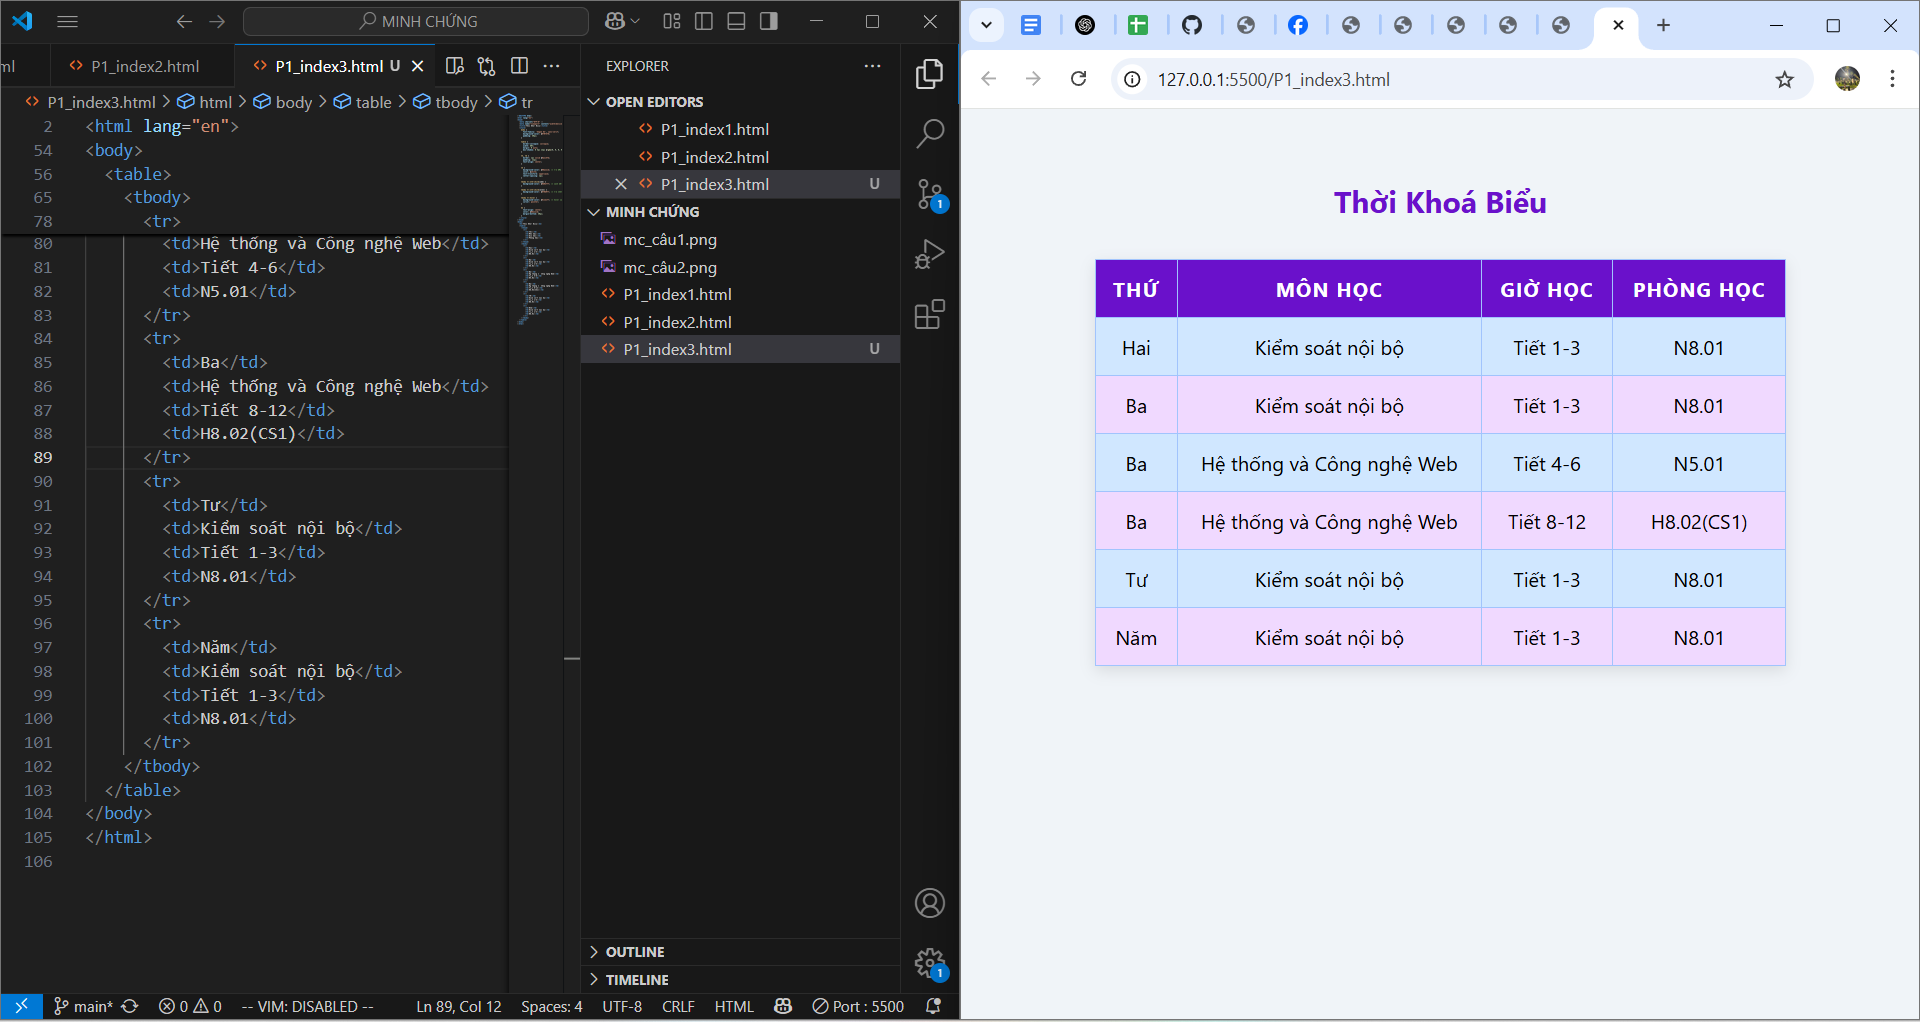 MINH CHỨNG
ml
P1_index2.html
P1_index3.html U
P1_index3.html > html > body > table > tbody > tr
2 <html lang="en">
54 <body>
56 <table>
65 <tbody>
78 <tr>
80 <td>Hệ thống và Công nghệ Web</td>
81 <td>Tiết 4-6</td>
82 <td>N5.01</td>
83 </tr>
84 <tr>
85 <td>Ba</td>
86 <td>Hệ thống và Công nghệ Web</td>
87 <td>Tiết 8-12</td>
88 <td>H8.02(CS1)</td>
89 </tr>
90 <tr>
91 <td>Tư</td>
92 <td>Kiểm soát nội bộ</td>
93 <td>Tiết 1-3</td>
94 <td>N8.01</td>
95 </tr>
96 <tr>
97 <td>Năm</td>
98 <td>Kiểm soát nội bộ</td>
99 <td>Tiết 1-3</td>
100 <td>N8.01</td>
101 </tr>
102 </tbody>
103 </table>
104 </body>
105 </html>
106
EXPLORER
OPEN EDITORS
P1_index1.html
P1_index2.html
P1_index3.html U
MINH CHỨNG
mc_câu1.png
mc_câu2.png
P1_index1.html
P1_index2.html
P1_index3.html U
OUTLINE
TIMELINE
1
1
main* 0 0 -- VIM: DISABLED -- Ln 89, Col 12 Spaces: 4 UTF-8 CRLF HTML Port : 5500
127.0.0.1:5500/P1_index3.html
Thời Khoá Biểu
THỨ MÔN HỌC GIỜ HỌC PHÒNG HỌC
Hai Kiểm soát nội bộ Tiết 1-3 N8.01
Ba Kiểm soát nội bộ Tiết 1-3 N8.01
Ba Hệ thống và Công nghệ Web Tiết 4-6 N5.01
Ba Hệ thống và Công nghệ Web Tiết 8-12 H8.02(CS1)
Tư Kiểm soát nội bộ Tiết 1-3 N8.01
Năm Kiểm soát nội bộ Tiết 1-3 N8.01